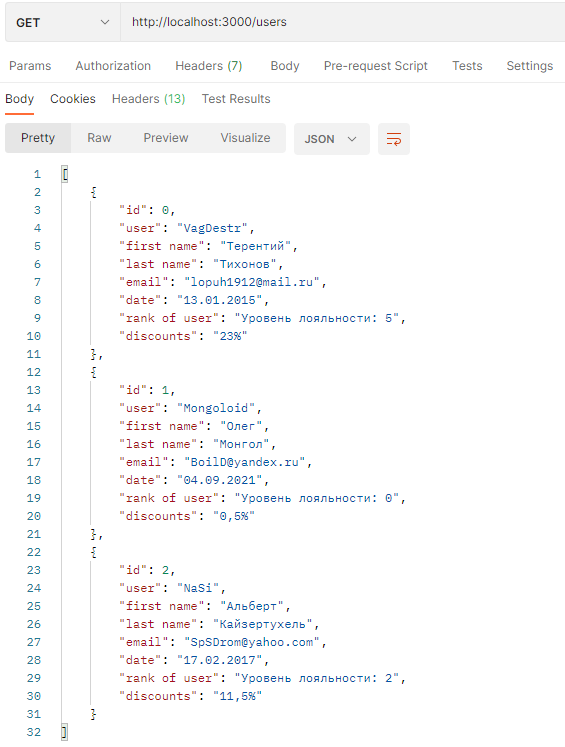 GET http://localhost:3000/users
Params Authorization Headers (7) Body Pre-request Script Tests Settings
Body Cookies Headers (13) Test Results
Pretty Raw Preview Visualize JSON
1 [
2 {
3 "id": 0,
4 "user": "VagDestr",
5 "first name": "Терентий",
6 "last name": "Тихонов",
7 "email": "lopuh1912@mail.ru",
8 "date": "13.01.2015",
9 "rank of user": "Уровень лояльности: 5",
10 "discounts": "23%"
11 },
12 {
13 "id": 1,
14 "user": "Mongoloid",
15 "first name": "Олег",
16 "last name": "Монгол",
17 "email": "BoilD@yandex.ru",
18 "date": "04.09.2021",
19 "rank of user": "Уровень лояльности: 0",
20 "discounts": "0,5%"
21 },
22 {
23 "id": 2,
24 "user": "NaSi",
25 "first name": "Альберт",
26 "last name": "Кайзертухель",
27 "email": "SpSDrom@yahoo.com",
28 "date": "17.02.2017",
29 "rank of user": "Уровень лояльности: 2",
30 "discounts": "11,5%"
31 }
32 ]